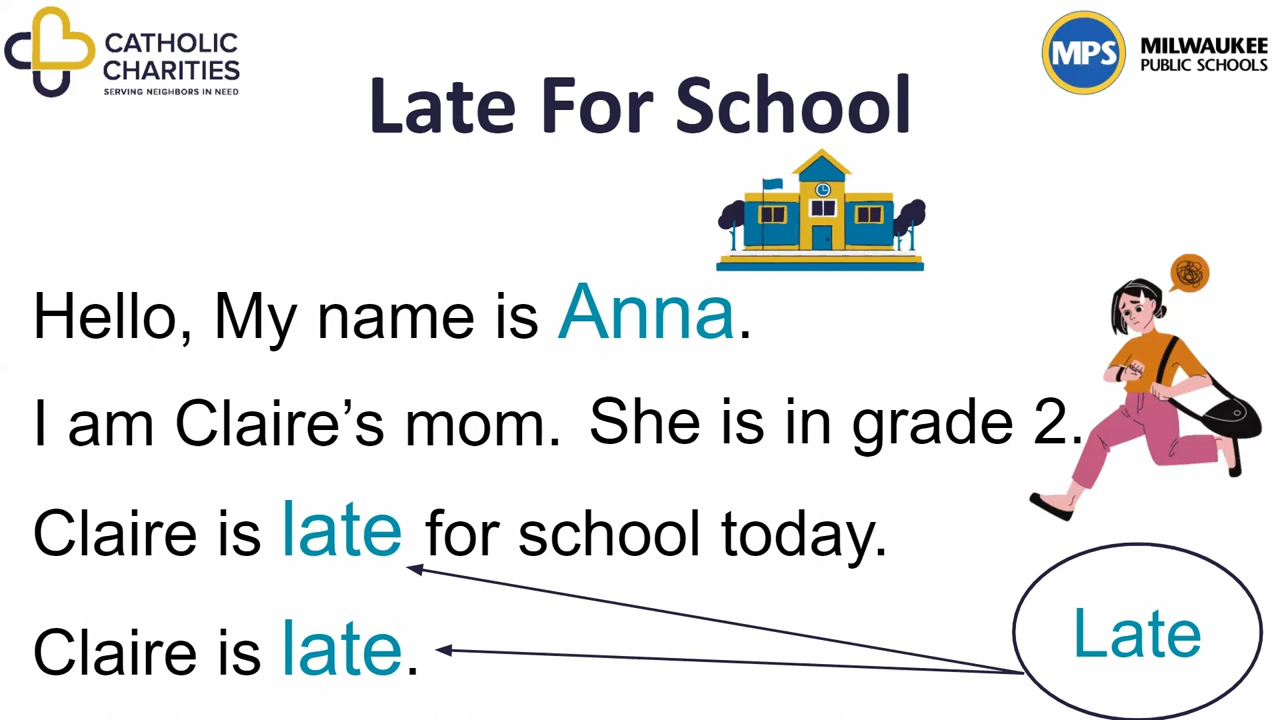 CATHOLIC
CHARITIES
SERVING NEIGHBORS IN NEED
MPS
MILWAUKEE
PUBLIC SCHOOLS
Late For School
Hello, My name is Anna.
I am Claire’s mom. She is in grade 2.
Claire is late for school today.
Claire is late.
Late